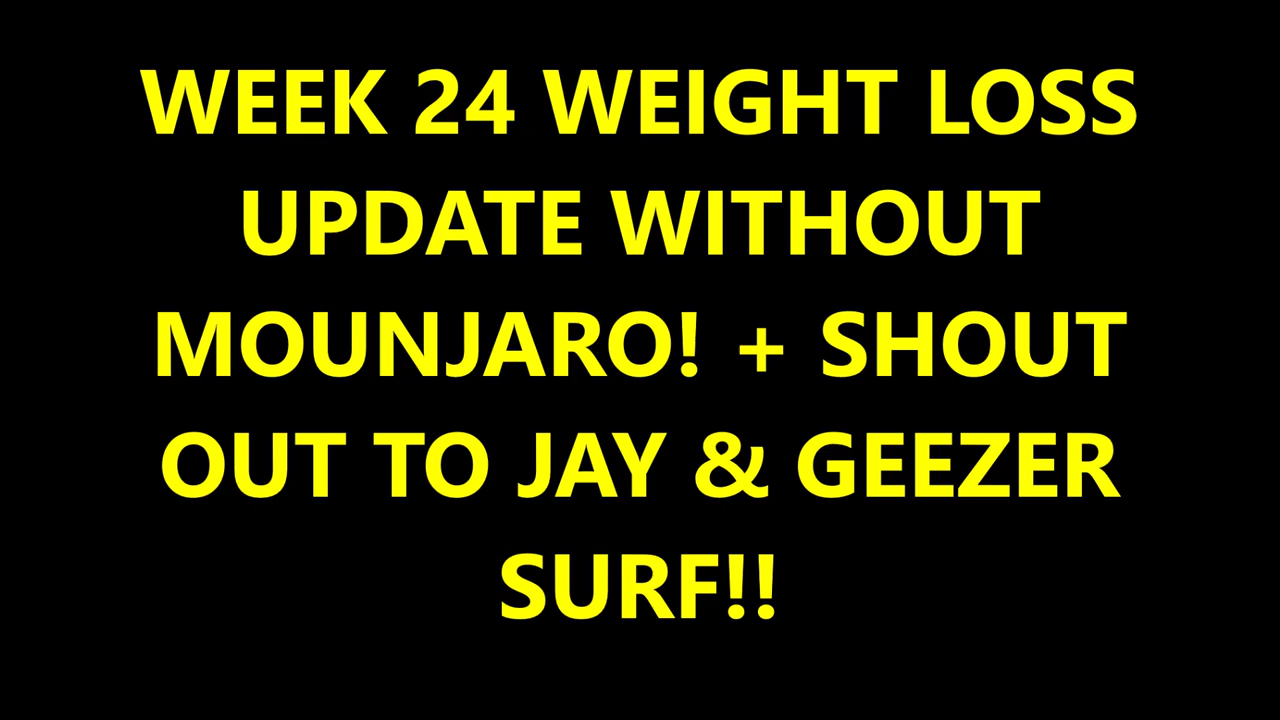 WEEK 24 WEIGHT LOSS
UPDATE WITHOUT
MOUNJARO! + SHOUT
OUT TO JAY & GEEZER
SURF!!